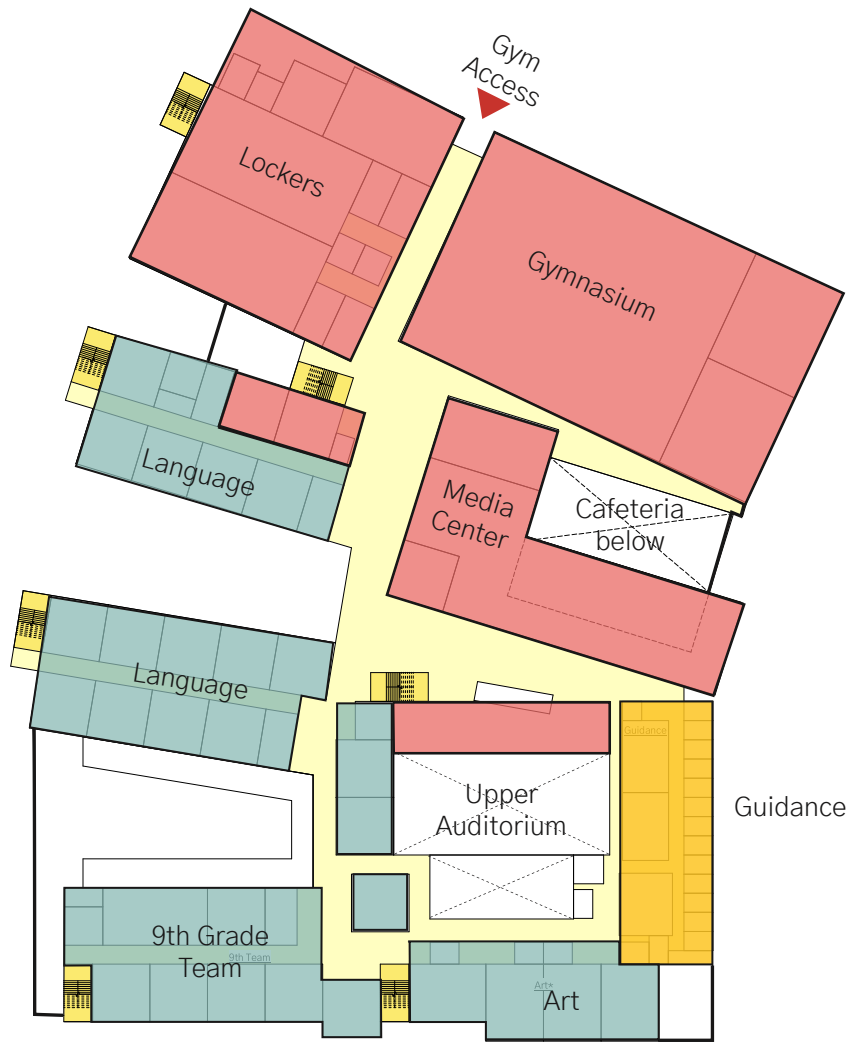 Gym
Access
Lockers
Gymnasium
Language
Media
Center
Cafeteria
below
Language
Guidance
Upper
Auditorium
Guidance
9th Grade
Team
9th Team
Art*
Art